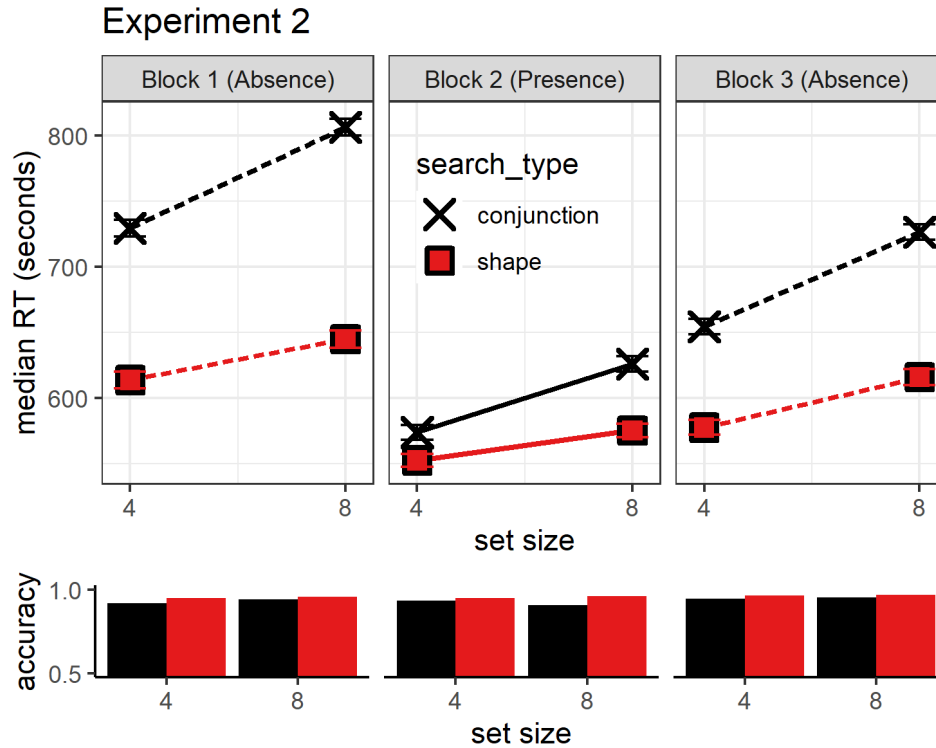 Experiment 2
Block 1 (Absence) Block 2 (Presence) Block 3 (Absence)
median RT (seconds)
800
700
600
search_type
conjunction
shape
4 8 4 8 4 8
set size
accuracy
1.0
0.5
4 8 4 8 4 8
set size